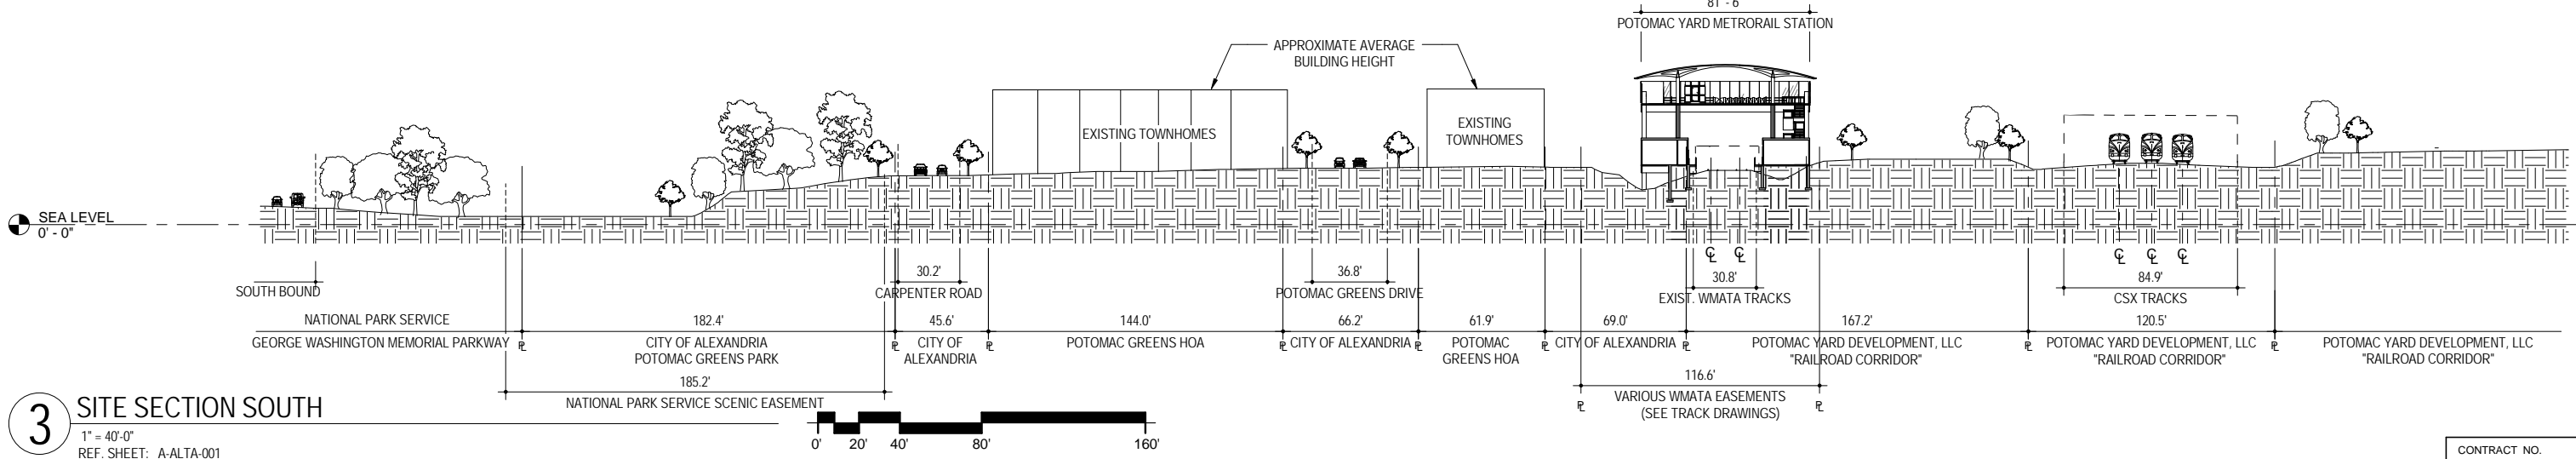 81' - 6"
POTOMAC YARD METRORAIL STATION
APPROXIMATE AVERAGE
BUILDING HEIGHT
EXISTING TOWNHOMES
EXISTING
TOWNHOMES
SEA LEVEL
0' - 0"
SOUTH BOUND
30.2'
CARPENTER ROAD
36.8'
POTOMAC GREENS DRIVE
30.8'
EXIST. WMATA TRACKS
84.9'
CSX TRACKS
NATIONAL PARK SERVICE
GEORGE WASHINGTON MEMORIAL PARKWAY
182.4'
CITY OF ALEXANDRIA
POTOMAC GREENS PARK
45.6'
CITY OF
ALEXANDRIA
144.0'
POTOMAC GREENS HOA
66.2'
CITY OF ALEXANDRIA
61.9'
POTOMAC
GREENS HOA
69.0'
CITY OF ALEXANDRIA
167.2'
POTOMAC YARD DEVELOPMENT, LLC
"RAILROAD CORRIDOR"
120.5'
POTOMAC YARD DEVELOPMENT, LLC
"RAILROAD CORRIDOR"
POTOMAC YARD DEVELOPMENT, LLC
"RAILROAD CORRIDOR"
185.2'
NATIONAL PARK SERVICE SCENIC EASEMENT
116.6'
VARIOUS WMATA EASEMENTS
(SEE TRACK DRAWINGS)
3 SITE SECTION SOUTH
1" = 40'-0"
REF. SHEET: A-ALTA-001
0' 20' 40' 80' 160'
CONTRACT NO.